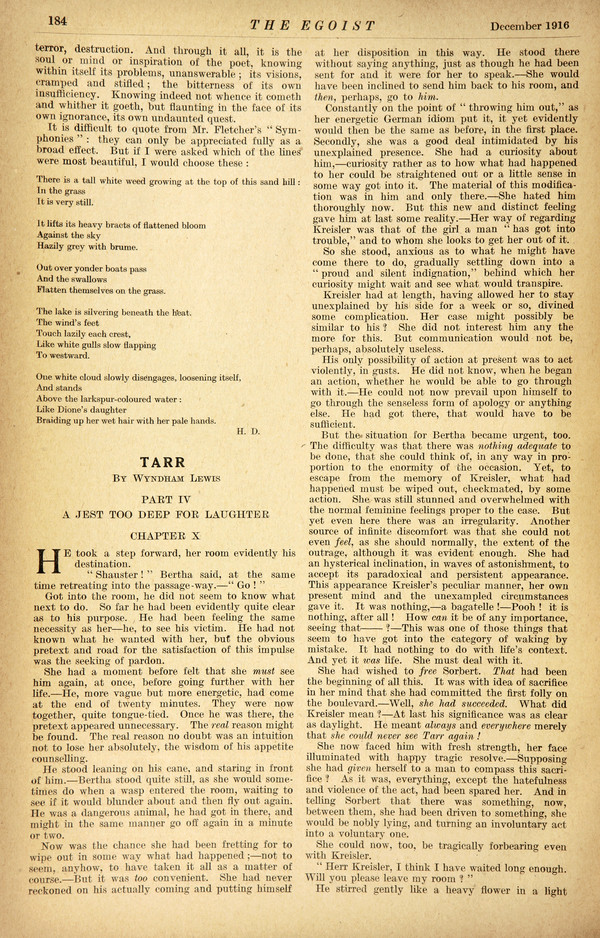 184
THE EGOIST
December 1916
terror, destruction. And through it all, it is the
soul or mind or inspiration of the poet, knowing
within itself its problems, unanswerable ; its visions,
cramped and stifled ; the bitterness of its own
insufficiency. Knowing indeed not whence it cometh
and whither it goeth, but flaunting in the face of its
own ignorance, its own undaunted quest.
It is difficult to quote from Mr. Fletcher's " Sym-
phonies " : they can only be appreciated fully as a
broad effect. But if I were asked which of the lines
were most beautiful, I would choose these :
There is a tall white weed growing at the top of this sand hill :
In the grass
It is very still.
It lifts its heavy bracts of flattened bloom
Against the sky
Hazily grey with brume.
Out over yonder boats pass
And the swallows
Flatten themselves on the grass.
The lake is silvering beneath the heat.
The wind's feet
Touch lazily each crest,
Like white gulls slow flapping
To westward.
One white cloud slowly disengages, loosening itself,
And stands
Above the larkspur-coloured water :
Like Dione's daughter
Braiding up her wet hair with her pale hands.
H. D.
TARR
BY WYNDHAM LEWIS
PART IV
A JEST TOO DEEP FOR LAUGHTER
CHAPTER X
HE took a step forward, her room evidently his
destination.
" Shauster ! " Bertha said, at the same
time retreating into the passage-way.—" Go ! "
Got into the room, he did not seem to know what
next to do. So far he had been evidently quite clear
as to his purpose. He had been feeling the same
necessity as her—he, to see his victim. He had not
known what he wanted with her, but the obvious
pretext and road for the satisfaction of this impulse
was the seeking of pardon.
She had a moment before felt that she must see
him again, at once, before going further with her
life.—He, more vague but more energetic, had come
at the end of twenty minutes. They were now
together, quite tongue-tied. Once he was there, the
pretext appeared unnecessary. The real reason might
be found. The real reason no doubt was an intuition
not to lose her absolutely, the wisdom of his appetite
counselling.
He stood leaning on his cane, and staring in front
of him.—Bertha stood quite still, as she would some-
times do when a wasp entered the room, waiting to
see if it would blunder about and then fly out again.
He was a dangerous animal, he had got in there, and
might in the same manner go off again in a minute
or two.
Now was the chance she had been fretting for to
wipe out in some way what had happened ;—not to
seem, anyhow, to have taken it all as a matter of
course.—But it was too convenient. She had never
reckoned on his actually coming and putting himself
at her disposition in this way. He stood there
without saying anything, just as though he had been
sent for and it were for her to speak.—She would
have been inclined to send him back to his room, and
then, perhaps, go to him.
Constantly on the point of " throwing him out," as
her energetic German idiom put it, it yet evidently
would then be the same as before, in the first place.
Secondly, she was a good deal intimidated by his
unexplained presence. She had a curiosity about
him,—curiosity rather as to how what had happened
to her could be straightened out or a little sense in
some way got into it. The material of this modifica-
tion was in him and only there.—She hated him
thoroughly now. But this new and distinct feeling
gave him at last some reality.—Her way of regarding
Kreisler was that of the girl a man " has got into
trouble," and to whom she looks to get her out of it.
So she stood, anxious as to what he might have
come there to do, gradually settling down into a
" proud and silent indignation," behind which her
curiosity might wait and see what would transpire.
Kreisler had at length, having allowed her to stay
unexplained by his side for a week or so, divined
some complication. Her case might possibly be
similar to his ? She did not interest him any the
more for this. But communication would not be,
perhaps, absolutely useless.
His only possibility of action at present was to act
violently, in gusts. He did not know, when he began
an action, whether he would be able to go through
with it.—He could not now prevail upon himself to
go through the senseless form of apology or anything
else. He had got there, that would have to be
sufficient.
But the situation for Bertha became urgent, too.
The difficulty was that there was nothing adequate to
be done, that she could think of, in any way in pro-
portion to the enormity of the occasion. Yet, to
escape from the memory of Kreisler, what had
happened must be wiped out, checkmated, by some
action. She was still stunned and overwhelmed with
the normal feminine feelings proper to the case. But
yet even here there was an irregularity. Another
source of infinite discomfort was that she could not
even feel, as she should normally, the extent of the
outrage, although it was evident enough. She had
an hysterical inclination, in waves of astonishment, to
accept its paradoxical and persistent appearance.
This appearance Kreisler's peculiar manner, her own
present mind and the unexampled circumstances
gave it. It was nothing,—a bagatelle !—Pooh ! it is
nothing, after all ! How can it be of any importance,
seeing that—— ?—This was one of those things that
seem to have got into the category of waking by
mistake. It had nothing to do with life's context.
And yet it was life. She must deal with it.
She had wished to free Sorbert. That had been
the beginning of all this. It was with idea of sacrifice
in her mind that she had committed the first folly on
the boulevard.—Well, she had succeeded. What did
Kreisler mean ?—At last his significance was as clear
as daylight. He meant always and everywhere merely
that she could never see Tarr again !
She now faced him with fresh strength, her face
illuminated with happy tragic resolve.—Supposing
she had given herself to a man to compass this sacri-
fice ? As it was, everything, except the hatefulness
and violence of the act, had been spared her. And in
telling Sorbert that there was something, now,
between them, she had been driven to something, she
would be nobly lying, and turning an involuntary act
into a voluntary one.
She could now, too, be tragically forbearing even
with Kreisler.
" Herr Kreisler, I think I have waited long enough.
Will you please leave my room ? "
He stirred gently like a heavy flower in a light